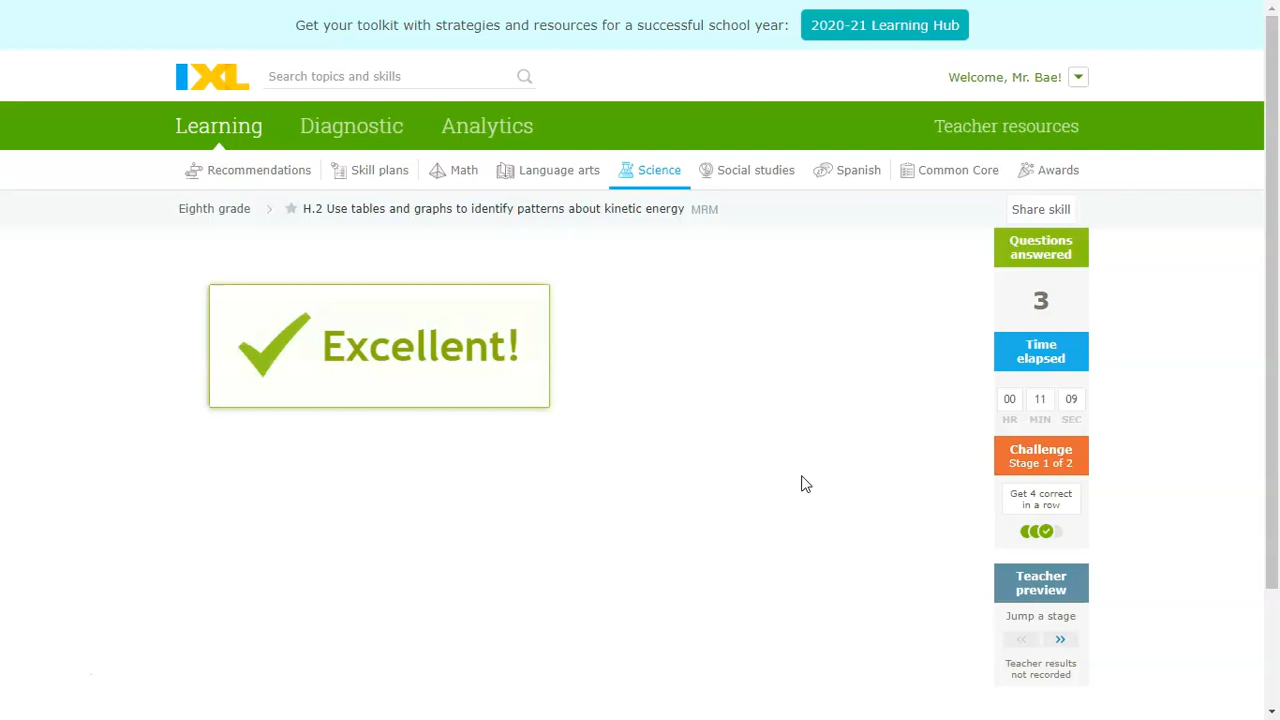 Get your toolkit with strategies and resources for a successful school year: 2020-21 Learning Hub
IXL Search topics and skills Welcome, Mr. Bae!
Learning Diagnostic Analytics Teacher resources
Recommendations Skill plans Math Language arts Science Social studies Spanish Common Core Awards
Eighth grade > H.2 Use tables and graphs to identify patterns about kinetic energy MRM Share skill
Questions
answered
3
Excellent!
Time
elapsed
00 11 09
HR MIN SEC
Challenge
Stage 1 of 2
Get 4 correct
in a row
Teacher
preview
Jump a stage
<< >>
Teacher results
not recorded